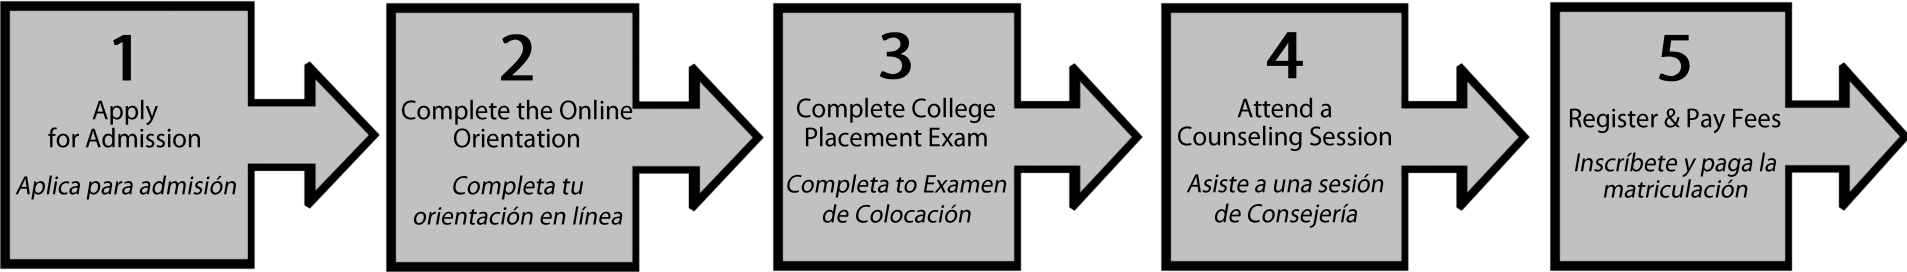 1
Apply
for Admission
Aplica para admisión
2
Complete the Online
Orientation
Completa tu
orientación en línea
3
Complete College
Placement Exam
Completa to Examen
de Colocación
4
Attend a
Counseling Session
Asiste a una sesión
de Consejería
5
Register & Pay Fees
Inscríbete y paga la
matriculación